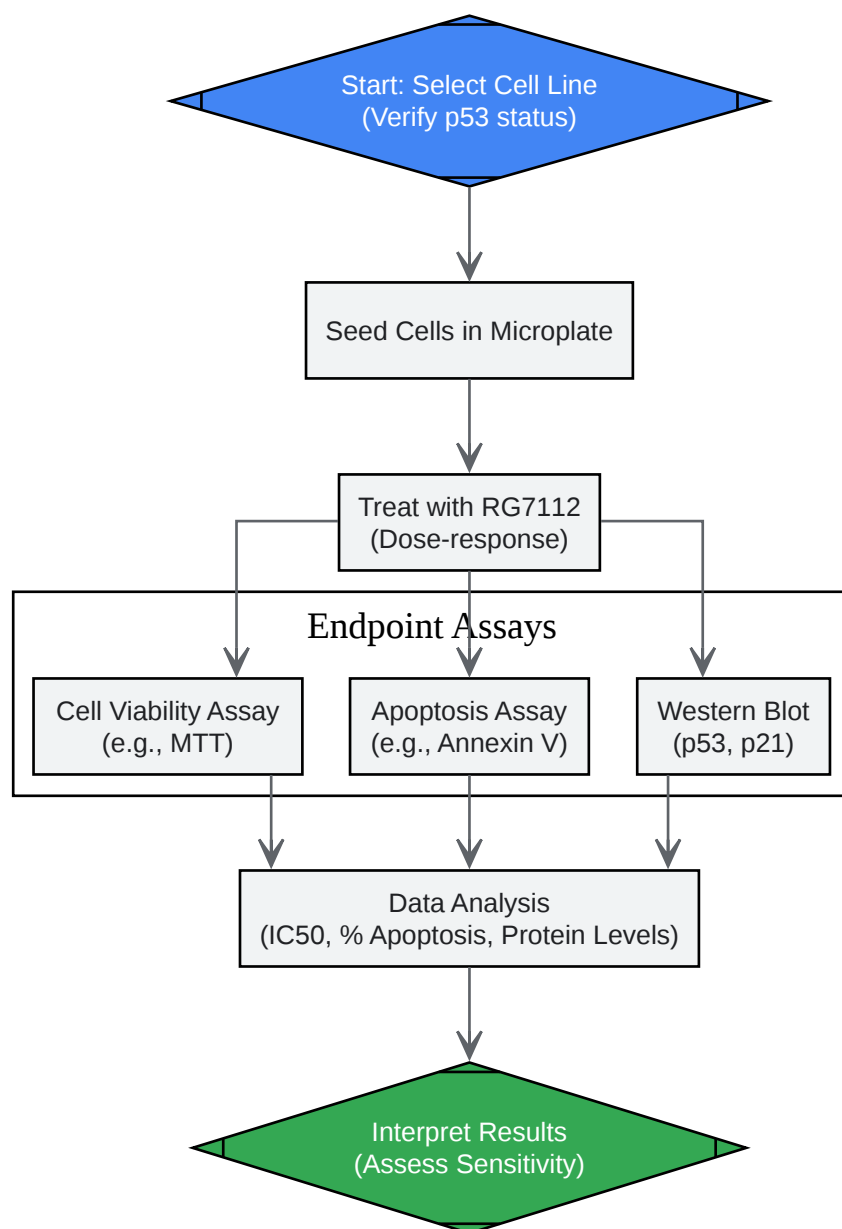 Start: Select Cell Line
(Verify p53 status)
Seed Cells in Microplate
Treat with RG7112
(Dose-response)
Endpoint Assays
Cell Viability Assay
(e.g., MTT)
Apoptosis Assay
(e.g., Annexin V)
Western Blot
(p53, p21)
Data Analysis
(IC50, % Apoptosis, Protein Levels)
Interpret Results
(Assess Sensitivity)